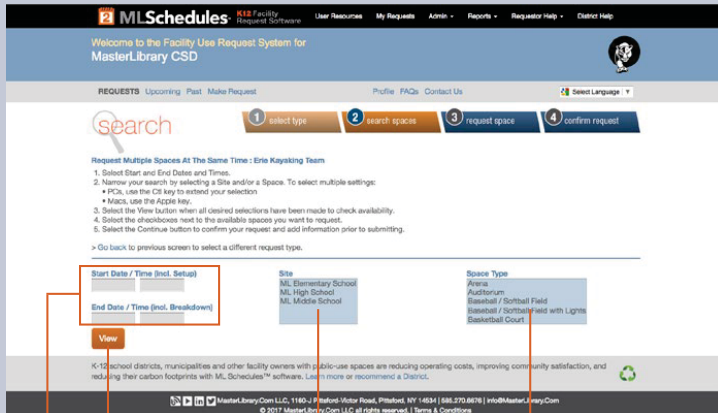 2 MLSchedules™ K12 Facility Request Software User Resources My Requests Admin Reports Requestor Help District Help
Welcome to the Facility Use Request System for
MasterLibrary CSD
REQUESTS Upcoming Past Make Request Profile FAQs Contact Us Select Language
search
1 select type 2 search spaces 3 request space 4 confirm request
Request Multiple Spaces At The Same Time : Erie Kayaking Team
1. Select Start and End Dates and Times.
2. Narrow your search by selecting a Site and/or a Space. To select multiple settings:
• PCs, use the Ctl key to extend your selection
• Macs, use the Apple key.
3. Select the View button when all desired selections have been made to check availability.
4. Select the checkboxes next to the available spaces you want to request.
5. Select the Continue button to confirm your request and add information prior to submitting.
> Go back to previous screen to select a different request type.
Start Date / Time (incl. Setup)
End Date / Time (incl. Breakdown)
View
Site
ML Elementary School
ML High School
ML Middle School
Space Type
Arena
Auditorium
Baseball / Softball Field
Baseball / Softball Field with Lights
Basketball Court
K-12 school districts, municipalities and other facility owners with public-use spaces are reducing operating costs, improving community satisfaction, and
reducing their carbon footprints with ML Schedules™ software. Learn more or recommend a District.
MasterLibrary.Com LLC, 1160-J Pittsford-Victor Road, Pittsford, NY 14534 | 585.270.6676 | info@MasterLibrary.Com
© 2017 MasterLibrary.Com LLC all rights reserved. | Terms & Conditions